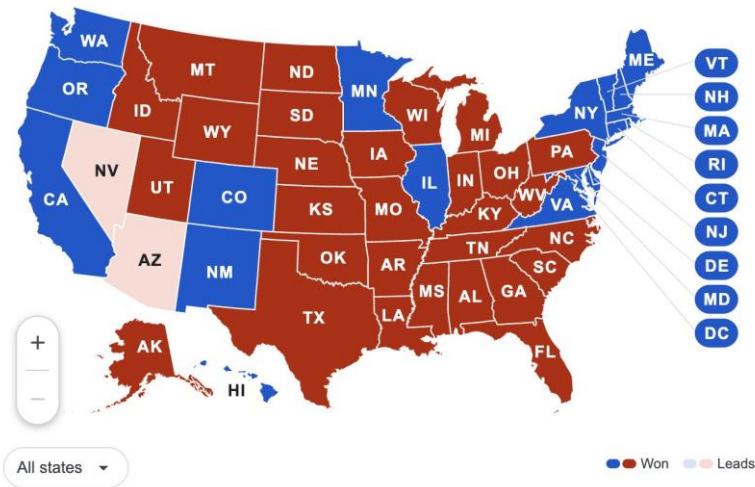 WA
ME
VT
MT
ND
OR
MN
NH
ID
SD
WI
NY
MA
WY
MI
RI
IA
PA
NE
NV
OH
CT
IL
IN
UT
CO
WV
CA
VA
NJ
KS
MO
KY
DE
NC
TN
AZ
OK
NM
AR
SC
MD
MS
AL
GA
TX
LA
DC
+
AK
FL
HI
−
All states
Won
Leads